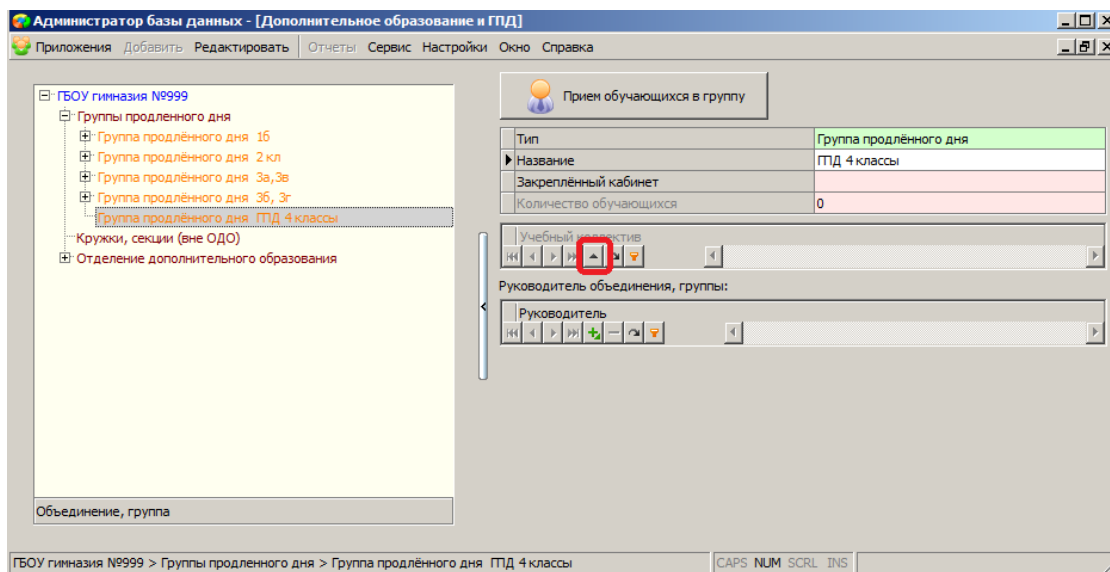 Администратор базы данных - [Дополнительное образование и ГПД]
Приложения Добавить Редактировать Отчеты Сервис Настройки Окно Справка
ГБОУ гимназия №999
Группы продленного дня
Группа продлённого дня 1б
Группа продлённого дня 2 кл
Группа продлённого дня 3а,3в
Группа продлённого дня 3б, 3г
Группа продлённого дня ГПД 4 классы
Кружки, секции (вне ОДО)
Отделение дополнительного образования
Объединение, группа
Прием обучающихся в группу
Тип Группа продлённого дня
Название ГПД 4 классы
Закреплённый кабинет
Количество обучающихся 0
Учебный коллектив
Руководитель объединения, группы:
Руководитель
ГБОУ гимназия №999 > Группы продленного дня > Группа продлённого дня ГПД 4 классы CAPS NUM SCRL INS